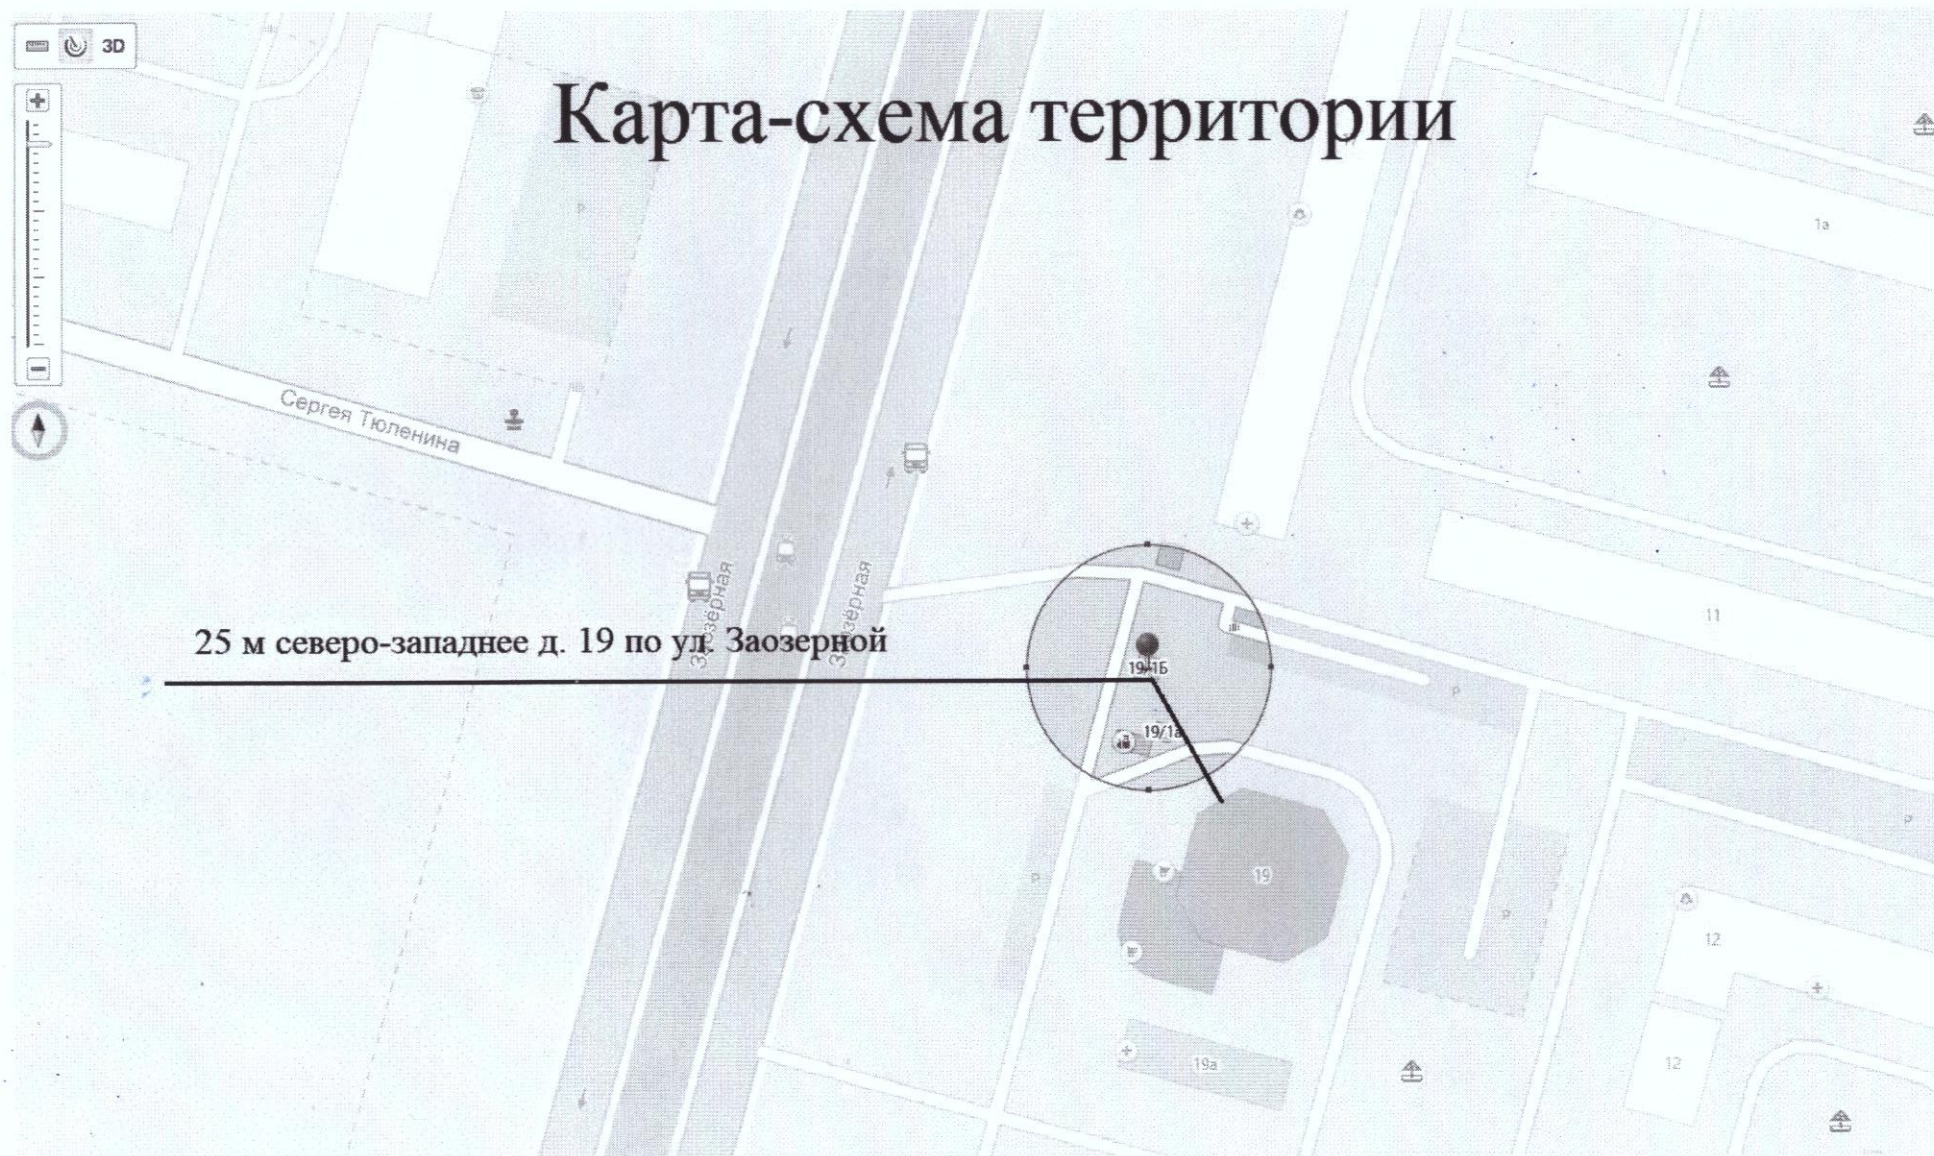 3D
Карта-схема территории
1а
Сергея Тюленина
Заозёрная
Заозёрная
11
25 м северо-западнее д. 19 по ул. Заозерной
19/1Б
19/1а
P
P
P
P
P
19
12
12
19а